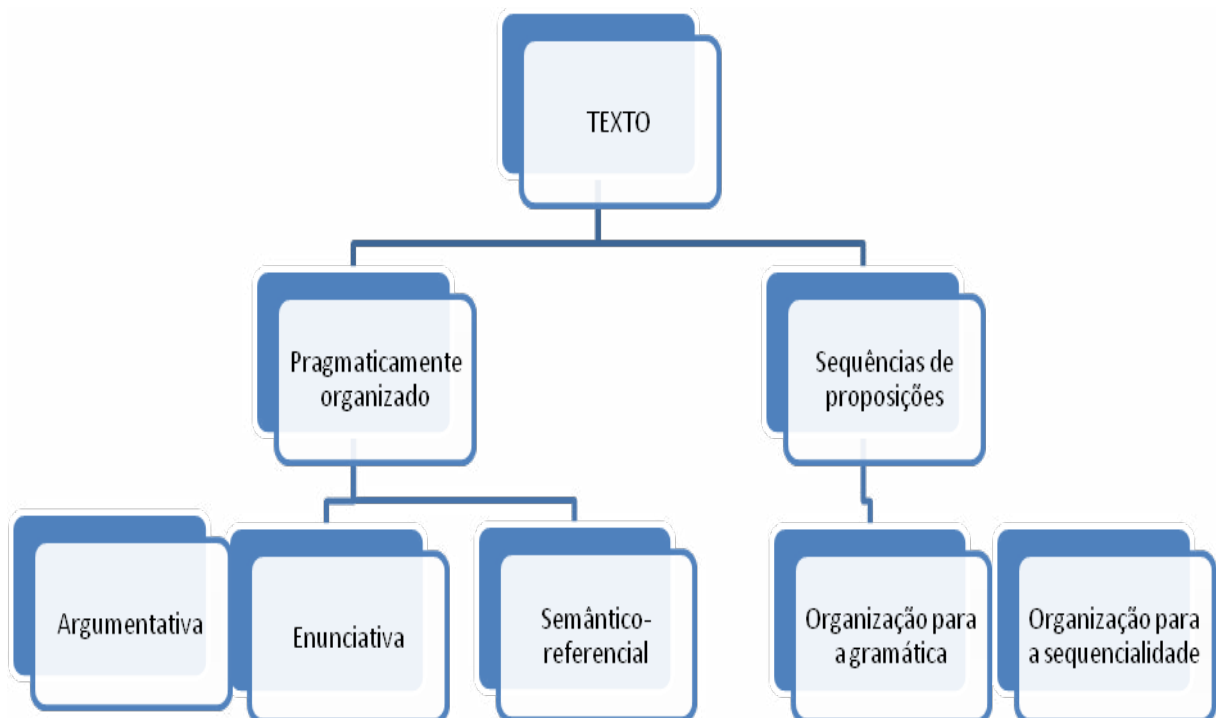 TEXTO
Pragmaticamente
organizado
Sequências de
proposições
Argumentativa
Enunciativa
Semântico-
referencial
Organização para
a gramática
Organização para
a sequencialidade